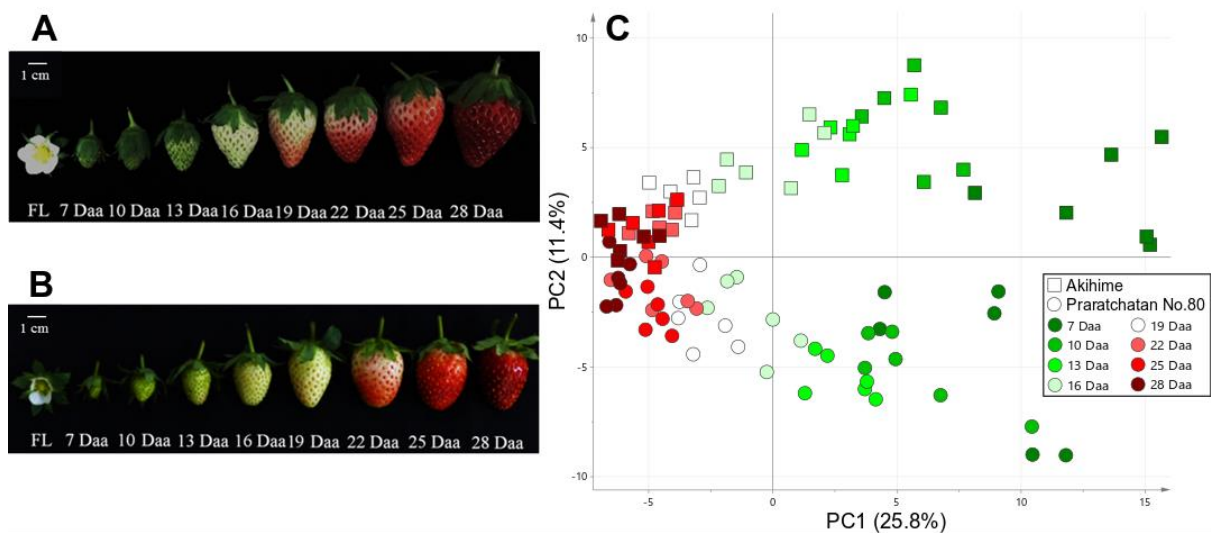 A
1 cm
FL 7 Daa 10 Daa 13 Daa 16 Daa 19 Daa 22 Daa 25 Daa 28 Daa
B
1 cm
FL 7 Daa 10 Daa 13 Daa 16 Daa 19 Daa 22 Daa 25 Daa 28 Daa
C
10
5
0
-5
-10
PC2 (11.4%)
-5 0 5 10 15
PC1 (25.8%)
Akihime
Praratchatan No.80
7 Daa 19 Daa
10 Daa 22 Daa
13 Daa 25 Daa
16 Daa 28 Daa